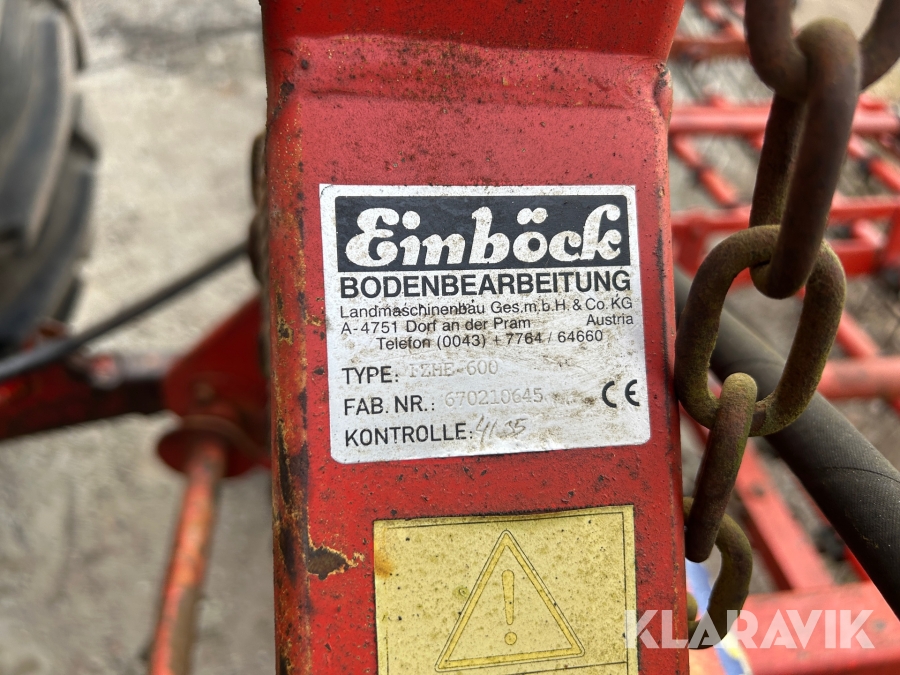 Einböck
BODENBEARBEITUNG
Landmaschinenbau Ges.m.b.H. & Co. KG
A-4751 Dorf an der Pram Austria
Telefon (0043) +7764 / 64660
TYPE: -600
FAB. NR.: 670210645 CE
KONTROLLE:
!
KLARAVIK